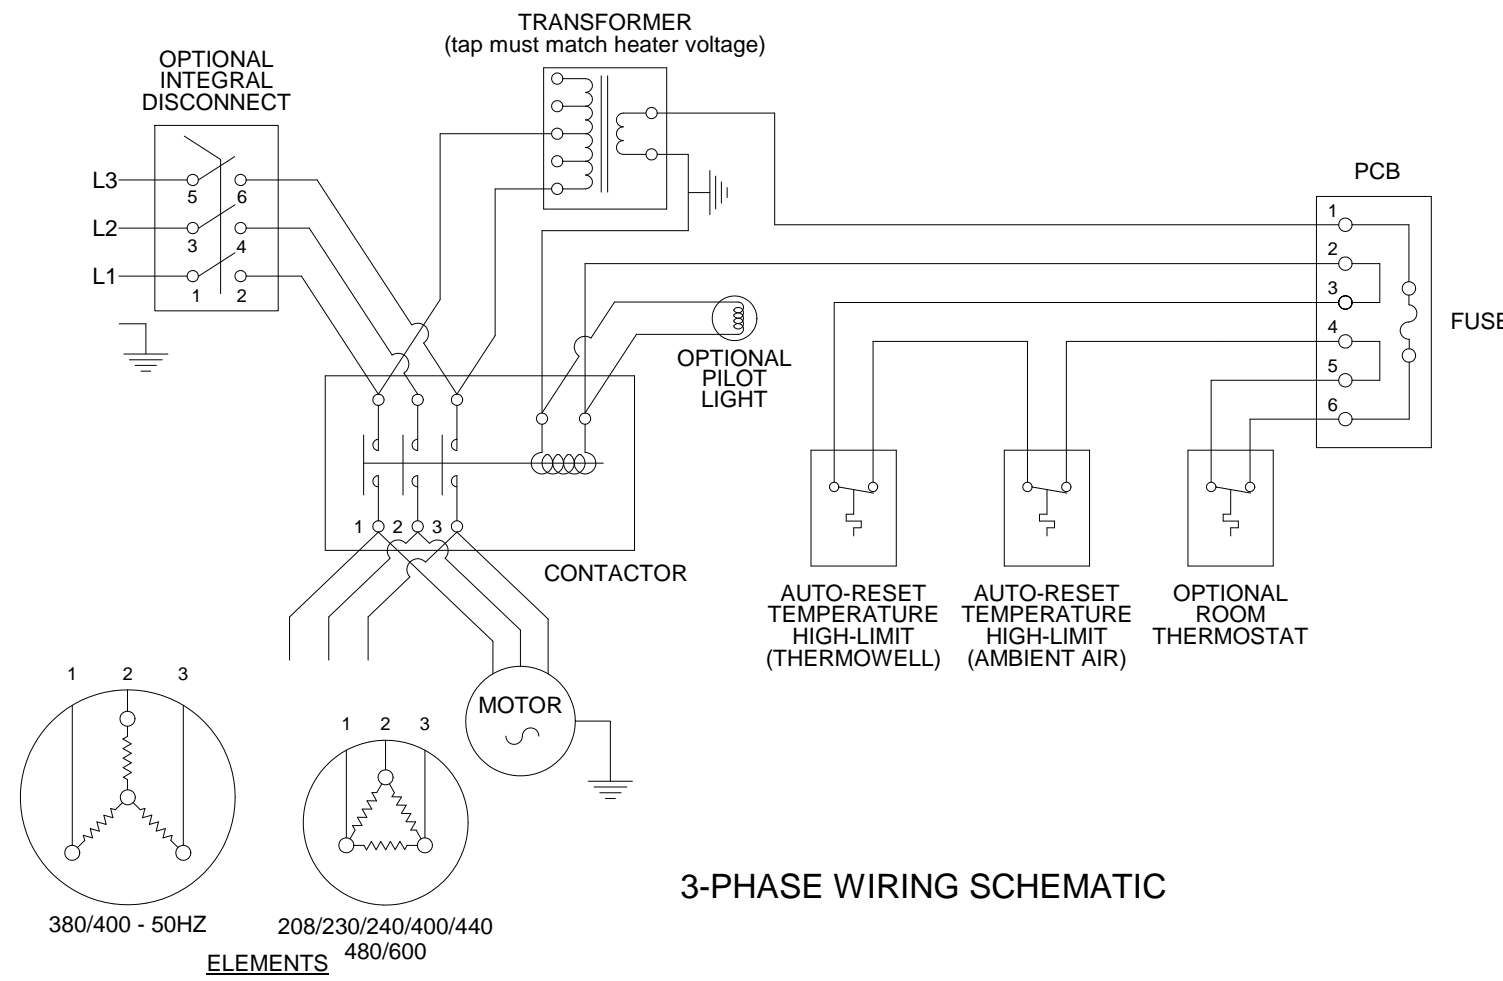 TRANSFORMER
(tap must match heater voltage)
OPTIONAL
INTEGRAL
DISCONNECT
L3
5
6
L2
3
4
L1
1
2
PCB
1
2
3
4
5
6
FUSE
OPTIONAL
PILOT
LIGHT
1
2
3
CONTACTOR
AUTO-RESET
TEMPERATURE
HIGH-LIMIT
(THERMOWELL)
AUTO-RESET
TEMPERATURE
HIGH-LIMIT
(AMBIENT AIR)
OPTIONAL
ROOM
THERMOSTAT
MOTOR
1 2 3
1 2 3
380/400 - 50HZ
208/230/240/400/440
480/600
ELEMENTS
3-PHASE WIRING SCHEMATIC